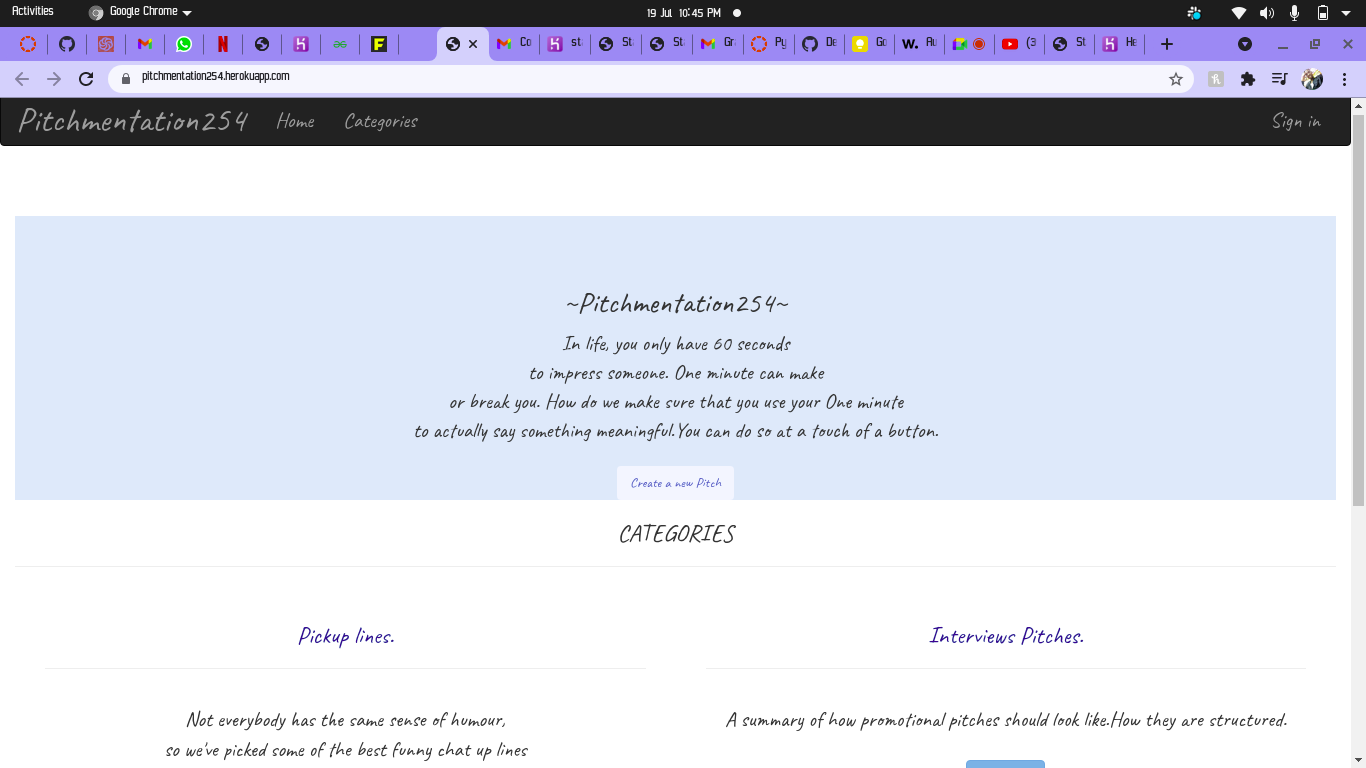 Activities
Google Chrome
19 Jul 10:45 PM
Co
sta
Sta
Sta
Gra
Py
De
Go
w.
(3
St
He
pitchmentation254.herokuapp.com
Pitchmentation254
Home
Categories
Sign in
~Pitchmentation254~
In life, you only have 60 seconds
to impress someone. One minute can make
or break you. How do we make sure that you use your One minute
to actually say something meaningful.You can do so at a touch of a button.
Create a new Pitch
CATEGORIES
Pickup lines.
Interviews Pitches.
Not everybody has the same sense of humour,
so we've picked some of the best funny chat up lines
A summary of how promotional pitches should look like.How they are structured.